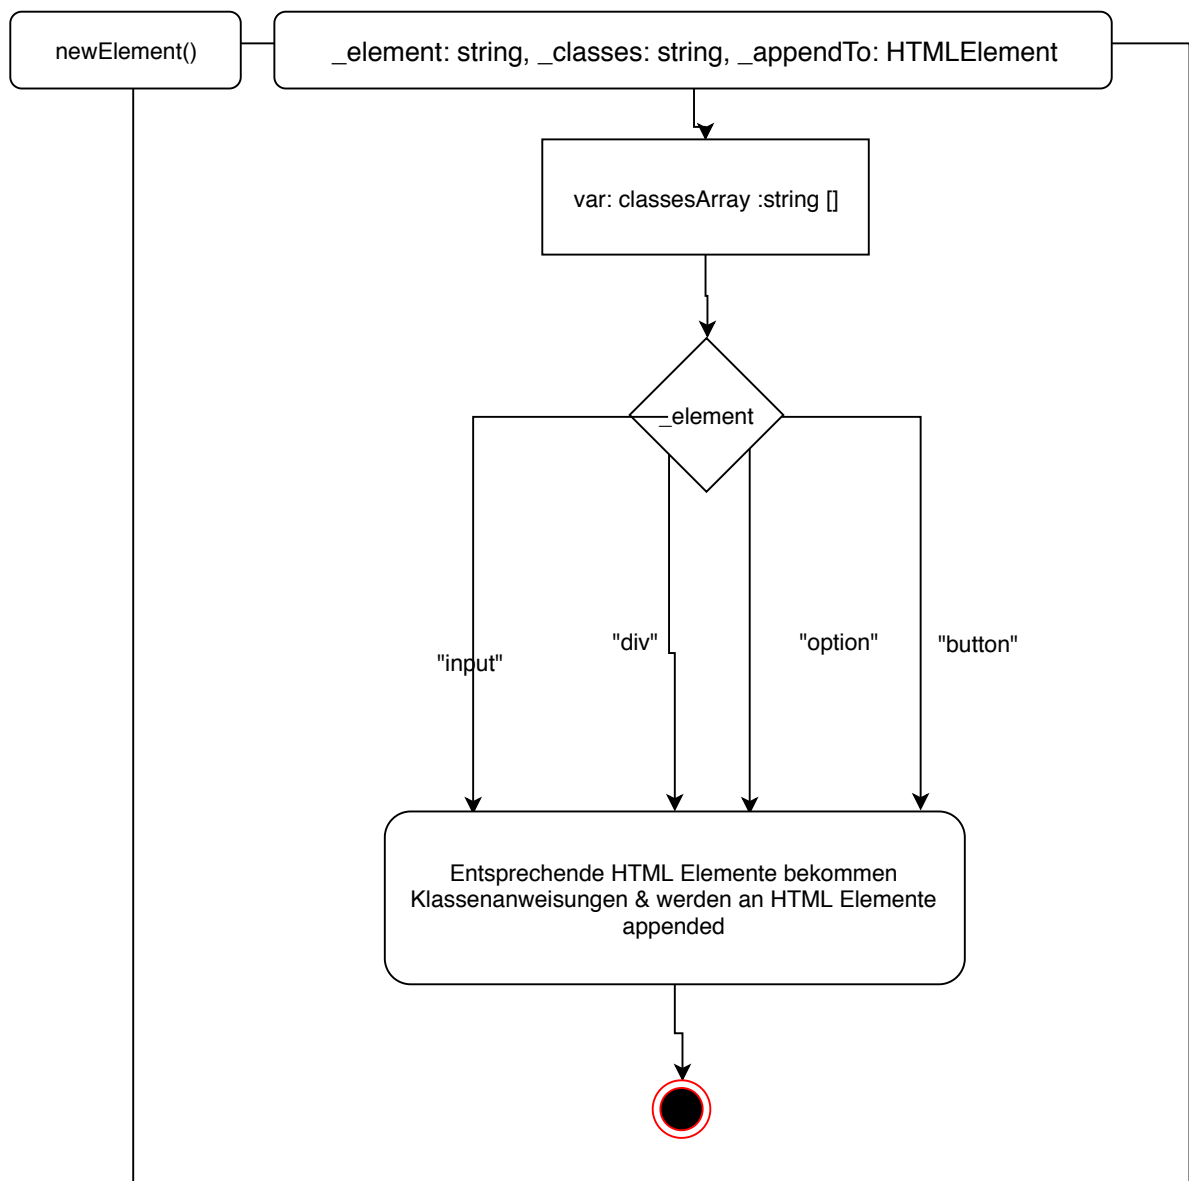 newElement()
_element: string, _classes: string, _appendTo: HTMLElement
var: classesArray :string []
_element
"input"
"div"
"option"
"button"
Entsprechende HTML Elemente bekommen
Klassenanweisungen & werden an HTML Elemente
appended